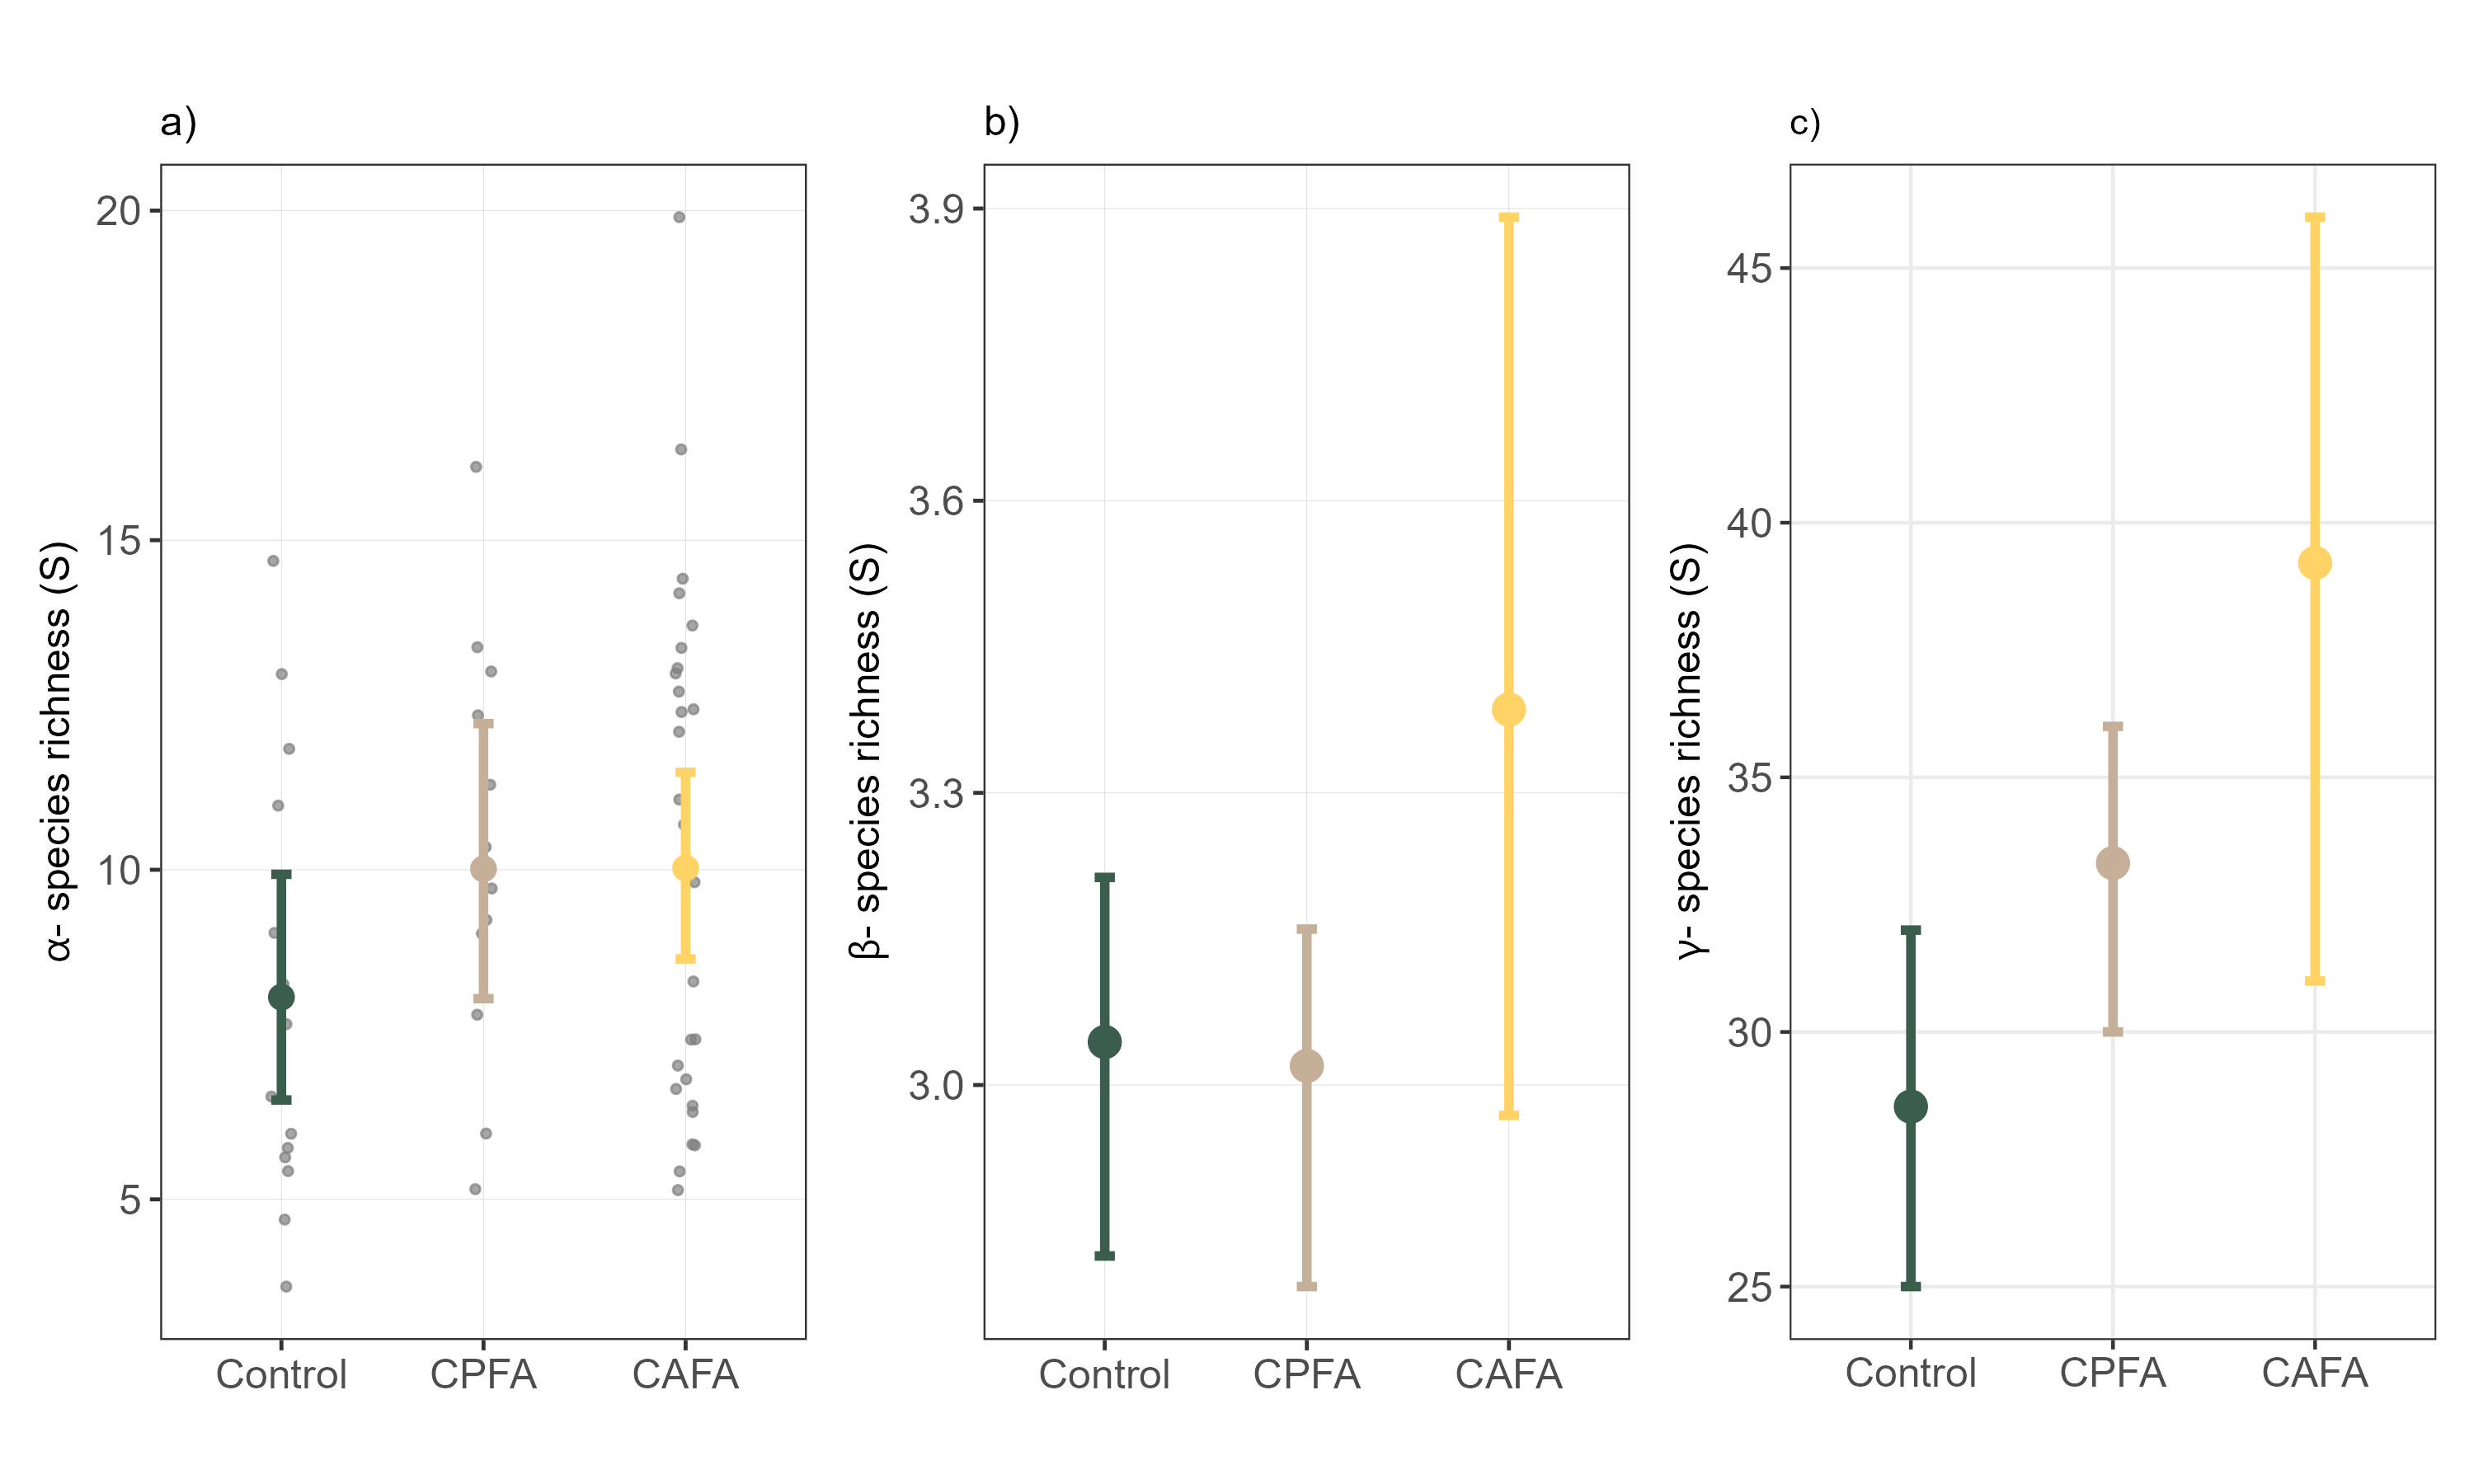 a)
α- species richness (S)
20
15
10
5
Control CPFA CAFA
b)
β- species richness (S)
3.9
3.6
3.3
3.0
Control CPFA CAFA
c)
γ- species richness (S)
45
40
35
30
25
Control CPFA CAFA